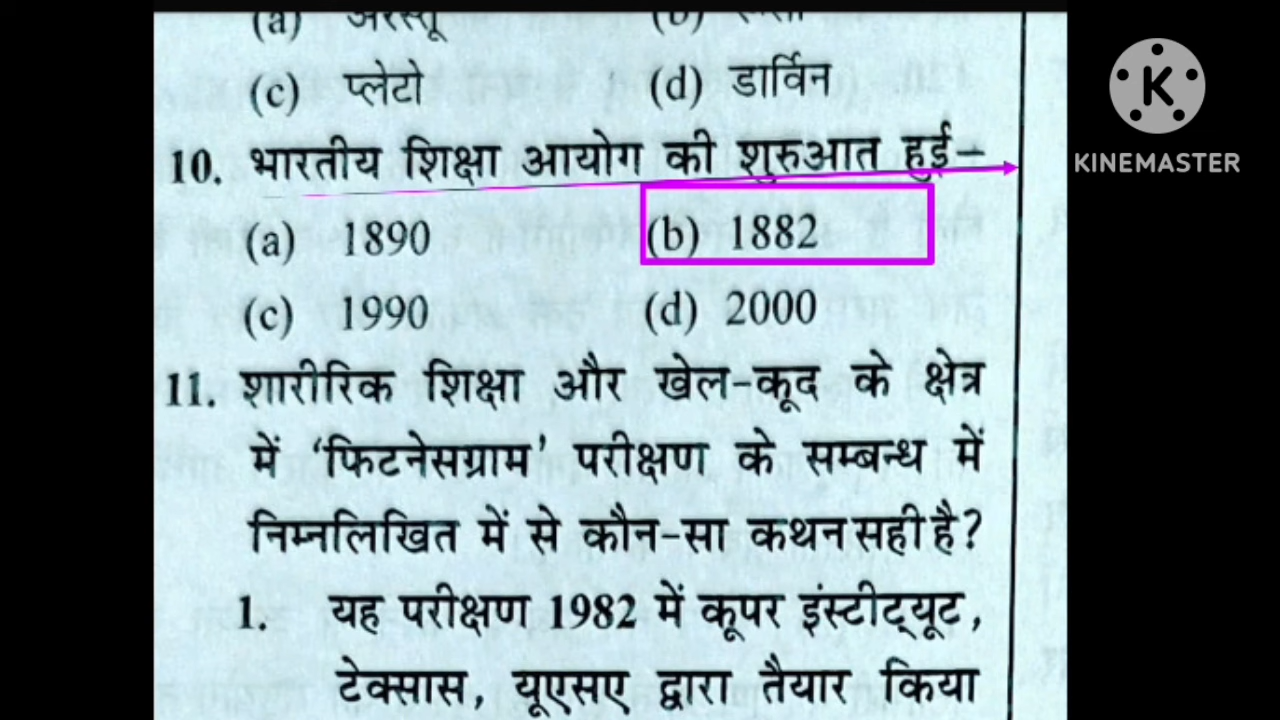 (a) अरस्तू (b)
(c) प्लेटो (d) डार्विन
10. भारतीय शिक्षा आयोग की शुरुआत हुई–
(a) 1890 (b) 1882
(c) 1990 (d) 2000
11. शारीरिक शिक्षा और खेल-कूद के क्षेत्र
में ‘फिटनेसग्राम’ परीक्षण के सम्बन्ध में
निम्नलिखित में से कौन-सा कथन सही है?
1. यह परीक्षण 1982 में कूपर इंस्टीट्यूट,
टेक्सास, यूएसए द्वारा तैयार किया
K
KINEMASTER